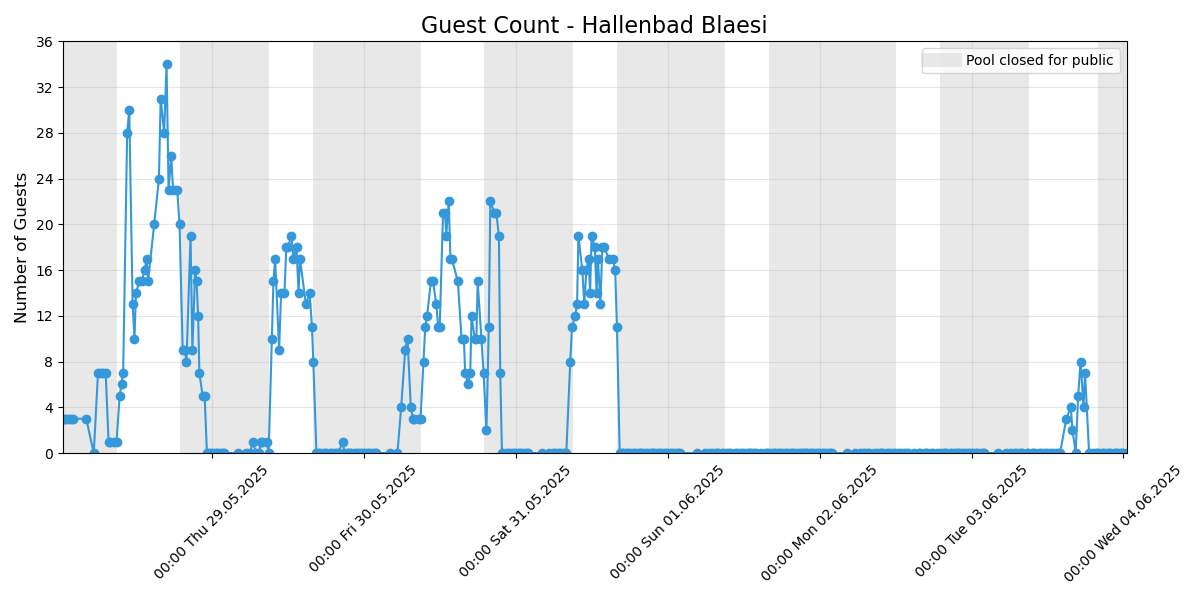 Guest Count - Hallenbad Blaesi
Pool closed for public
Number of Guests
36
32
28
24
20
16
12
8
4
0
00:00 Thu 29.05.2025
00:00 Fri 30.05.2025
00:00 Sat 31.05.2025
00:00 Sun 01.06.2025
00:00 Mon 02.06.2025
00:00 Tue 03.06.2025
00:00 Wed 04.06.2025